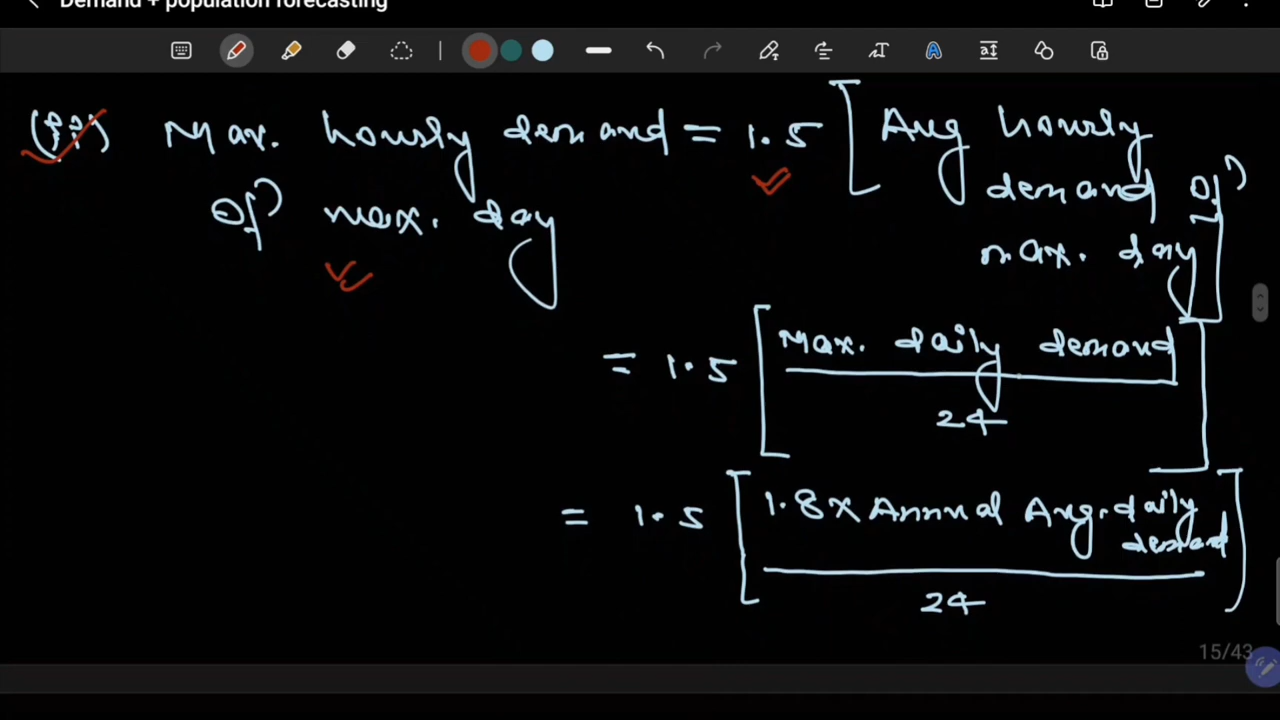 Demand + population forecasting
(ii) Max. hourly demand = 1.5 [Avg hourly
of max. day demand of
max. day]
= 1.5 [Max. daily demand
24]
= 1.5 [1.8 x Annual Avg. daily
demand
24]
15/43